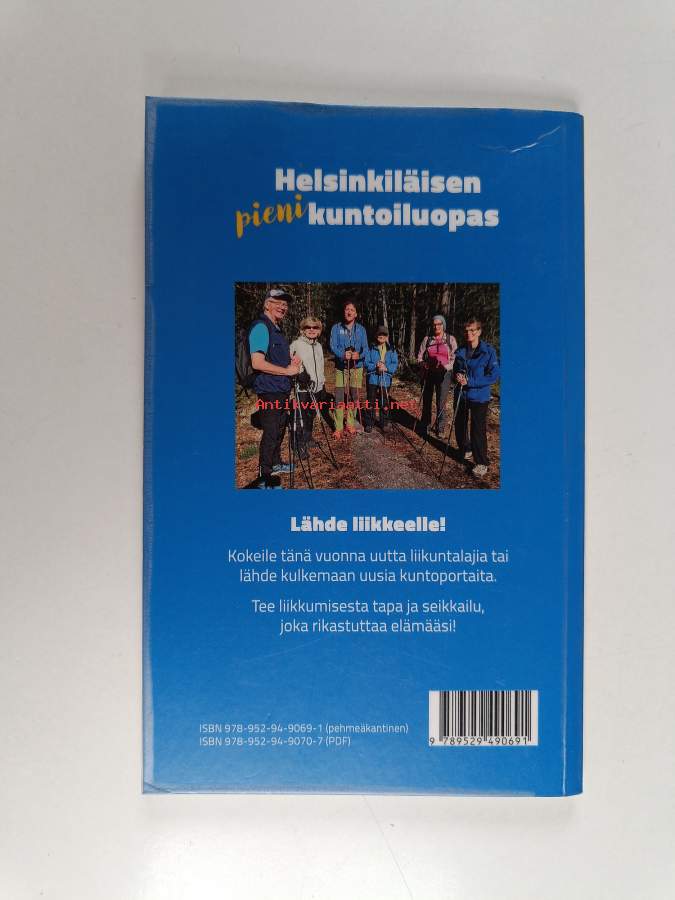 Helsinkiläisen
pieni kuntoiluopas
Antikvariaatti.net
Lähde liikkeelle!
Kokeile tänä vuonna uutta liikuntalajia tai
lähde kulkemaan uusia kuntoportaita.
Tee liikkumisesta tapa ja seikkailu,
joka rikastuttaa elämääsi!
ISBN 978-952-94-9069-1 (pehmeäkantinen)
ISBN 978-952-94-9070-7 (PDF)
9 789529 490691